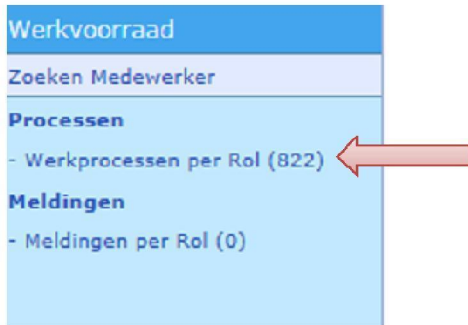 Werkvoorraad
Zoeken Medewerker
Processen
- Werkprocessen per Rol (822)
Meldingen
- Meldingen per Rol (0)